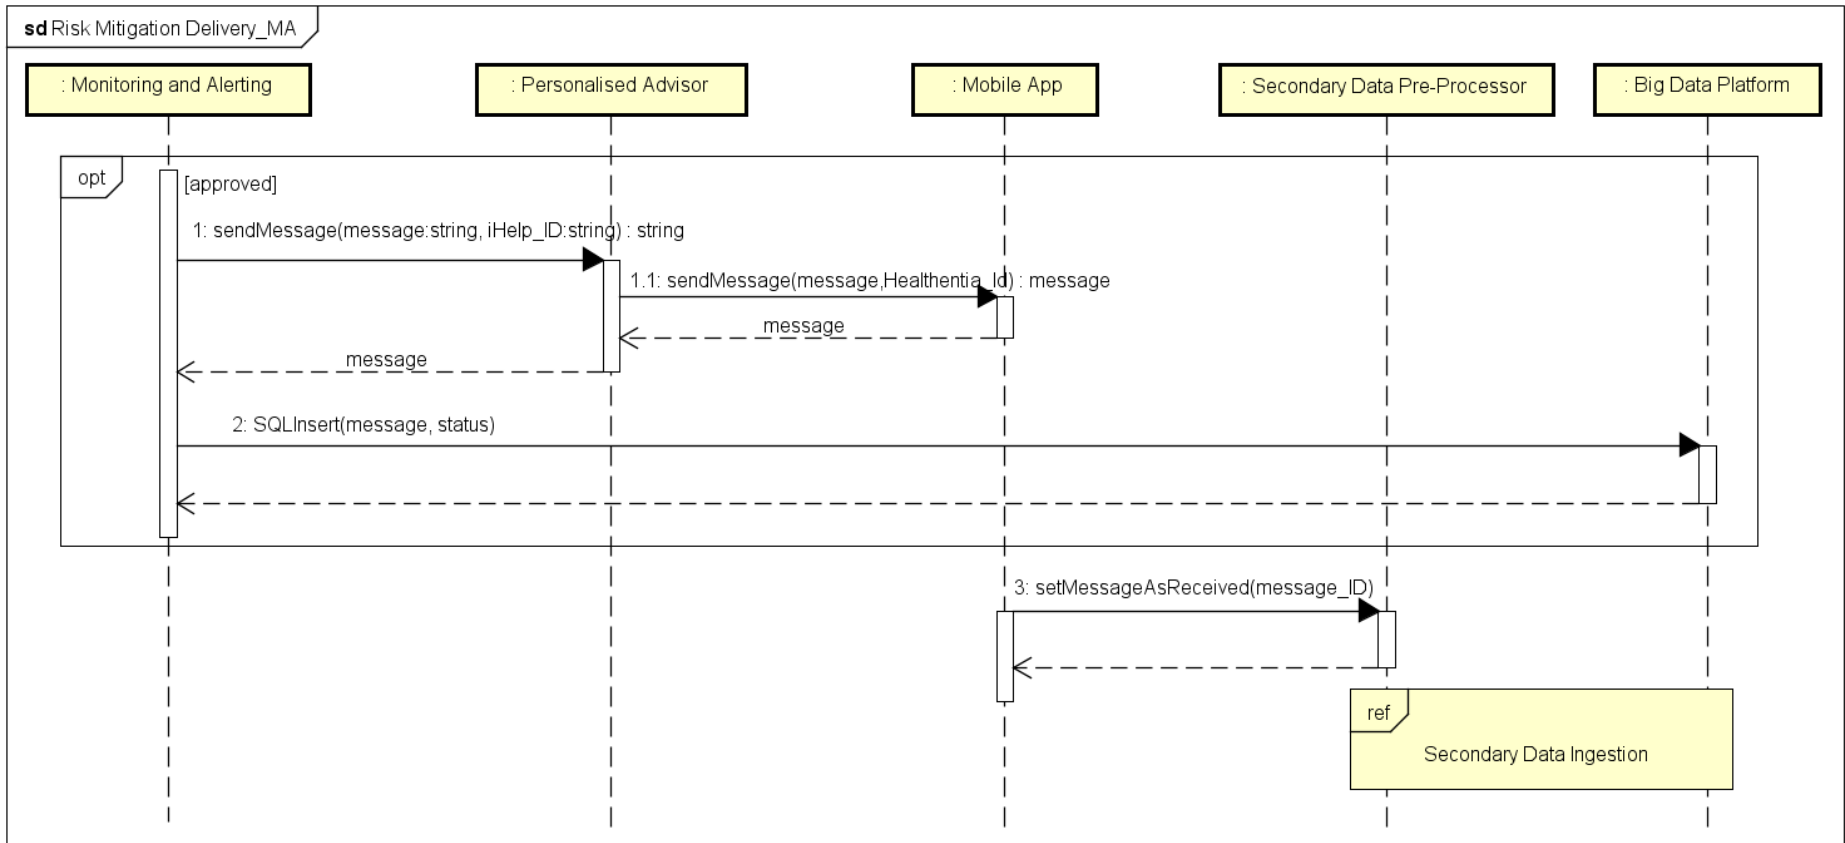 sd Risk Mitigation Delivery_MA
: Monitoring and Alerting
: Personalised Advisor
: Mobile App
: Secondary Data Pre-Processor
: Big Data Platform
opt
[approved]
1: sendMessage(message:string, iHelp_ID:string) : string
1.1: sendMessage(message,Healthentia_Id) : message
message
message
2: SQLInsert(message, status)
3: setMessageAsReceived(message_ID)
ref
Secondary Data Ingestion